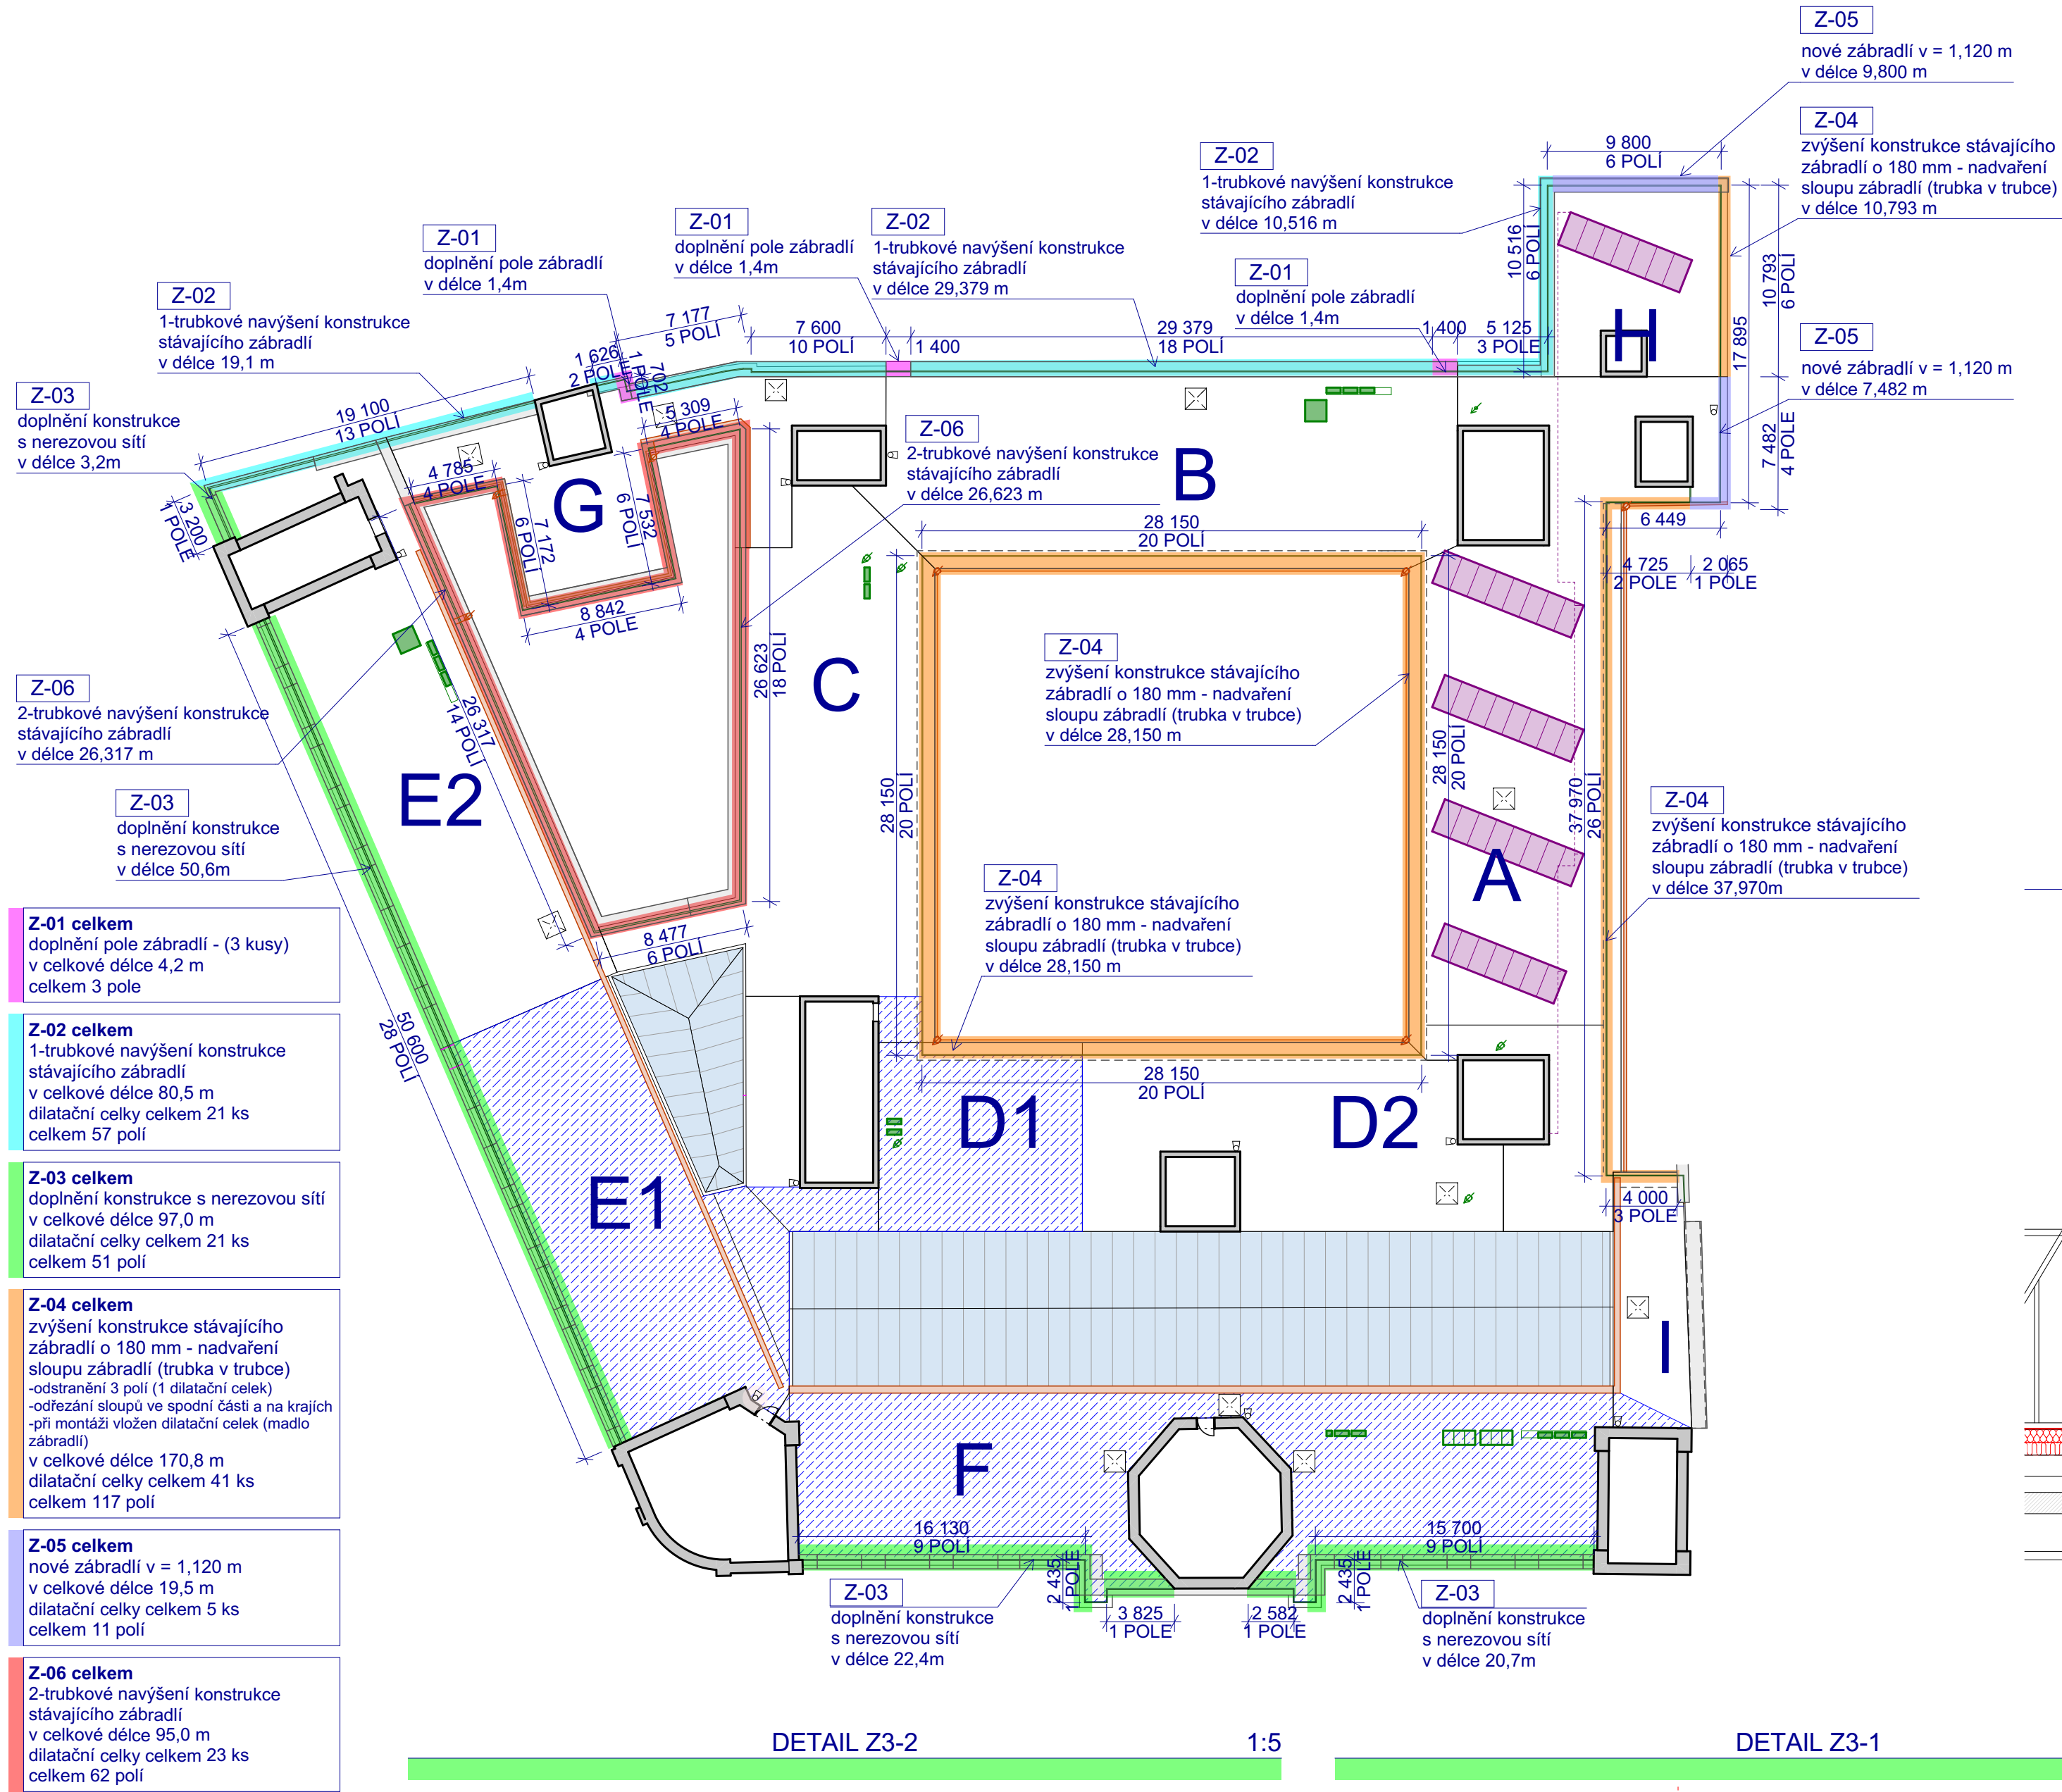 Z-05
nové zábradlí v = 1,120 m
v délce 9,800 m
Z-04
zvýšení konstrukce stávajícího
zábradlí o 180 mm - nadvaření
sloupu zábradlí (trubka v trubce)
v délce 10,793 m
9 800
6 POLÍ
Z-02
1-trubkové navýšení konstrukce
stávajícího zábradlí
v délce 10,516 m
Z-01
doplnění pole zábradlí
v délce 1,4m
Z-02
1-trubkové navýšení konstrukce
stávajícího zábradlí
v délce 29,379 m
Z-01
doplnění pole zábradlí
v délce 1,4m
Z-01
doplnění pole zábradlí
v délce 1,4m
Z-02
1-trubkové navýšení konstrukce
stávajícího zábradlí
v délce 19,1 m
10 516
6 POLÍ
10 793
6 POLÍ
17 895
H
7 177
5 POLÍ
7 600
10 POLÍ
1 400
29 379
18 POLÍ
1 400
5 125
3 POLE
1 626
2 POLE
1 702
1 POLE
Z-05
nové zábradlí v = 1,120 m
v délce 7,482 m
7 482
4 POLE
Z-03
doplnění konstrukce
s nerezovou sítí
v délce 3,2m
19 100
13 POLÍ
5 309
4 POLE
Z-06
2-trubkové navýšení konstrukce
stávajícího zábradlí
v délce 26,623 m
B
4 785
4 POLE
G
7 172
6 POLÍ
7 532
6 POLÍ
3 200
1 POLE
28 150
20 POLÍ
6 449
4 725
2 POLE
2 065
1 POLE
8 842
4 POLE
26 623
18 POLÍ
C
Z-04
zvýšení konstrukce stávajícího
zábradlí o 180 mm - nadvaření
sloupu zábradlí (trubka v trubce)
v délce 28,150 m
Z-06
2-trubkové navýšení konstrukce
stávajícího zábradlí
v délce 26,317 m
26 317
14 POLÍ
E2
28 150
20 POLÍ
28 150
20 POLÍ
37 970
26 POLÍ
A
Z-04
zvýšení konstrukce stávajícího
zábradlí o 180 mm - nadvaření
sloupu zábradlí (trubka v trubce)
v délce 37,970m
Z-03
doplnění konstrukce
s nerezovou sítí
v délce 50,6m
Z-04
zvýšení konstrukce stávajícího
zábradlí o 180 mm - nadvaření
sloupu zábradlí (trubka v trubce)
v délce 28,150 m
8 477
6 POLÍ
50 600
28 POLÍ
28 150
20 POLÍ
D1
D2
E1
4 000
3 POLE
I
F
16 130
9 POLÍ
15 700
9 POLÍ
2 435
1 POLE
2 435
1 POLE
3 825
1 POLE
2 582
1 POLE
Z-03
doplnění konstrukce
s nerezovou sítí
v délce 22,4m
Z-03
doplnění konstrukce
s nerezovou sítí
v délce 20,7m
Z-01 celkem
doplnění pole zábradlí - (3 kusy)
v celkové délce 4,2 m
celkem 3 pole
Z-02 celkem
1-trubkové navýšení konstrukce
stávajícího zábradlí
v celkové délce 80,5 m
dilatační celky celkem 21 ks
celkem 57 polí
Z-03 celkem
doplnění konstrukce s nerezovou sítí
v celkové délce 97,0 m
dilatační celky celkem 21 ks
celkem 51 polí
Z-04 celkem
zvýšení konstrukce stávajícího
zábradlí o 180 mm - nadvaření
sloupu zábradlí (trubka v trubce)
-odstranění 3 polí (1 dilatační celek)
-odřezání sloupů ve spodní části a na krajích
-při montáži vložen dilatační celek (madlo
zábradlí)
v celkové délce 170,8 m
dilatační celky celkem 41 ks
celkem 117 polí
Z-05 celkem
nové zábradlí v = 1,120 m
v celkové délce 19,5 m
dilatační celky celkem 5 ks
celkem 11 polí
Z-06 celkem
2-trubkové navýšení konstrukce
stávajícího zábradlí
v celkové délce 95,0 m
dilatační celky celkem 23 ks
celkem 62 polí
DETAIL Z3-2 1:5
DETAIL Z3-1